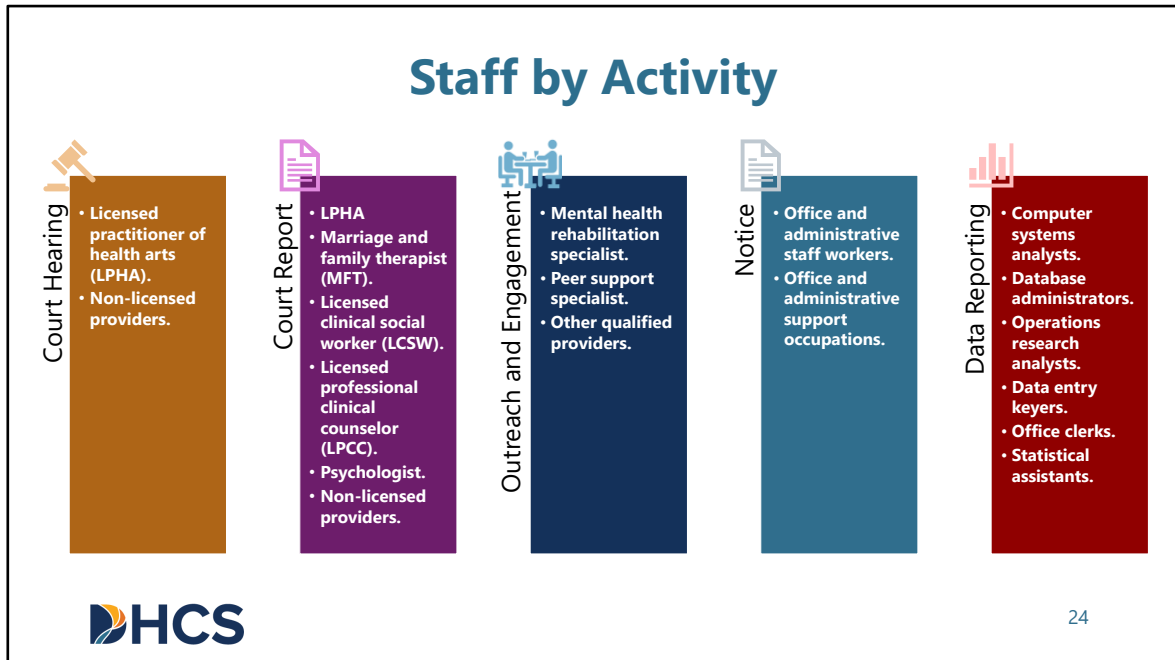 Staff by Activity
Court Hearing
• Licensed
practitioner of
health arts
(LPHA).
• Non-licensed
providers.
Court Report
• LPHA
• Marriage and
family therapist
(MFT).
• Licensed
clinical social
worker (LCSW).
• Licensed
professional
clinical
counselor
(LPCC).
• Psychologist.
• Non-licensed
providers.
Outreach and Engagement
• Mental health
rehabilitation
specialist.
• Peer support
specialist.
• Other qualified
providers.
Notice
• Office and
administrative
staff workers.
• Office and
administrative
support
occupations.
Data Reporting
• Computer
systems
analysts.
• Database
administrators.
• Operations
research
analysts.
• Data entry
keyers.
• Office clerks.
• Statistical
assistants.
DHCS
24